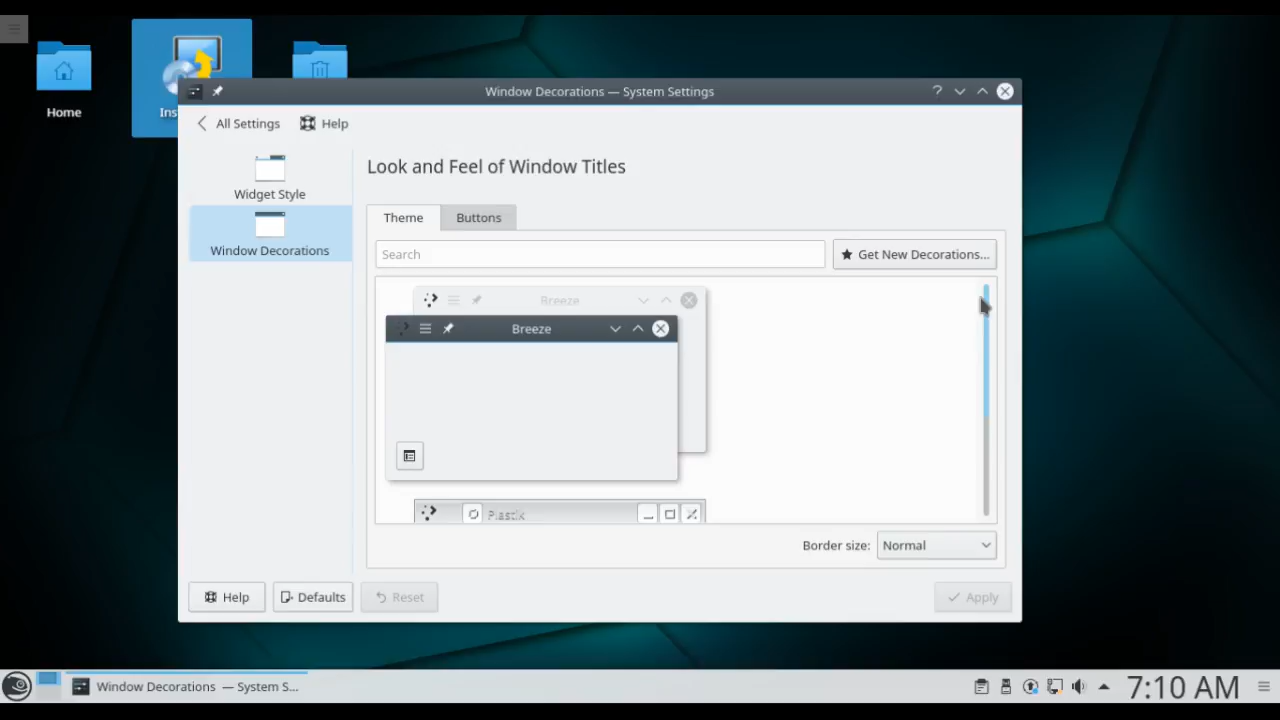 Home
Ins
Window Decorations — System Settings
?
All Settings
Help
Widget Style
Window Decorations
Look and Feel of Window Titles
Theme
Buttons
Search
Get New Decorations...
Breeze
Breeze
Plastik
Border size:
Normal
Help
Defaults
Reset
Apply
Window Decorations — System S...
7:10 AM